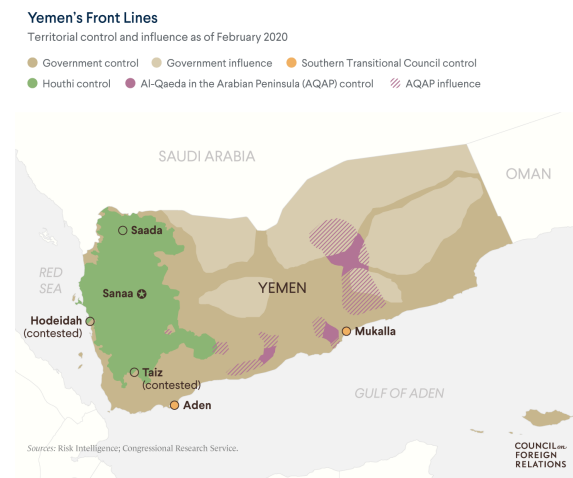 Yemen's Front Lines
Territorial control and influence as of February 2020
Government control
Government influence
Southern Transitional Council control
Houthi control
Al-Qaeda in the Arabian Peninsula (AQAP) control
AQAP influence
SAUDI ARABIA
OMAN
Saada
RED
SEA
Sanaa
YEMEN
Hodeidah
(contested)
Mukalla
Taiz
(contested)
GULF OF ADEN
Aden
Sources: Risk Intelligence; Congressional Research Service.
COUNCIL on
FOREIGN
RELATIONS